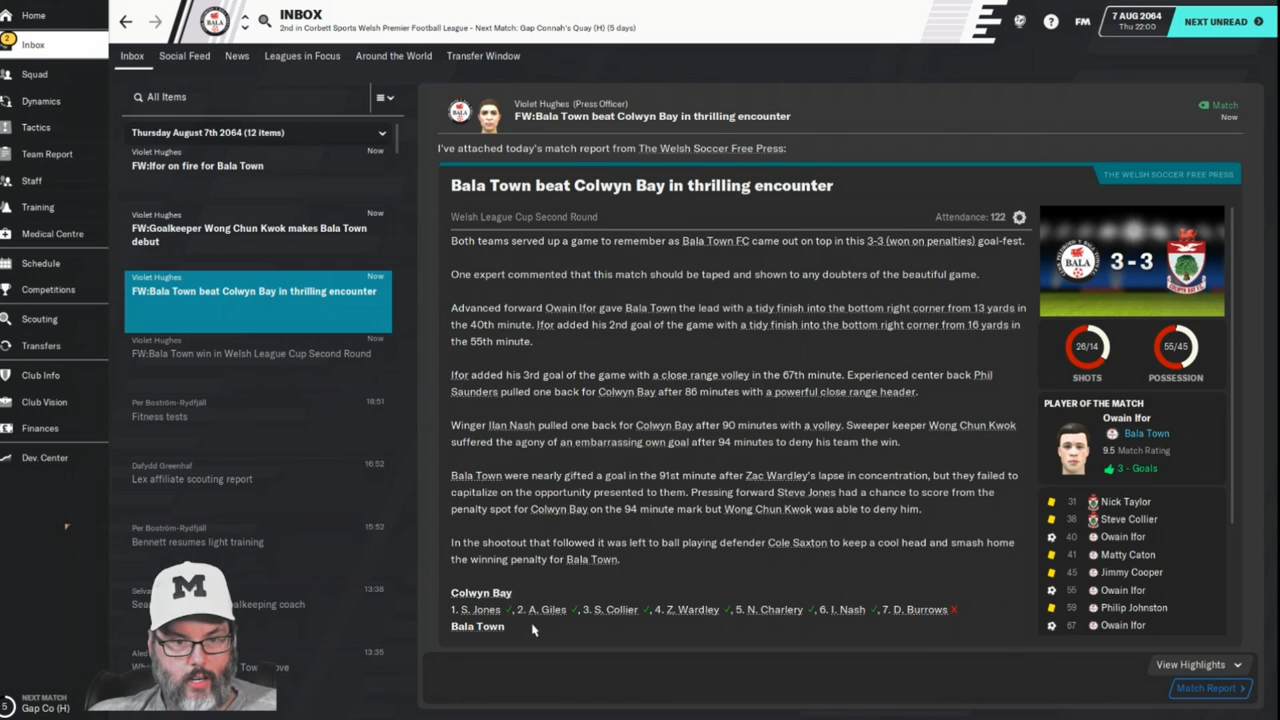 Home
INBOX
2nd in Corbett Sports Welsh Premier Football League - Next Match: Gap Connah's Quay (H) (5 days)
FM
7 AUG 2064
Thu 22:00
NEXT UNREAD
2
Inbox
Squad
Dynamics
Tactics
Team Report
Staff
Training
Medical Centre
Schedule
Competitions
Scouting
Transfers
Club Info
Club Vision
Finances
Dev. Center
NEXT MATCH
5
Gap Co (H)
Inbox
Social Feed
News
Leagues in Focus
Around the World
Transfer Window
All Items
Thursday August 7th 2064 (12 items)
Violet Hughes
Now
FW:Ifor on fire for Bala Town
Violet Hughes
Now
FW:Goalkeeper Wong Chun Kwok makes Bala Town
debut
Violet Hughes
Now
FW:Bala Town beat Colwyn Bay in thrilling encounter
Violet Hughes
Now
FW:Bala Town win in Welsh League Cup Second Round
Per Boström-Rydfjäll
18:51
Fitness tests
Dafydd Greenhaf
16:52
Lex affiliate scouting report
Per Boström-Rydfjäll
15:52
Bennett resumes light training
13:36
goalkeeping coach
13:35
M
Violet Hughes (Press Officer)
FW:Bala Town beat Colwyn Bay in thrilling encounter
Match
Now
I've attached today's match report from The Welsh Soccer Free Press:
THE WELSH SOCCER FREE PRESS
Bala Town beat Colwyn Bay in thrilling encounter
Welsh League Cup Second Round
Attendance: 122
Both teams served up a game to remember as Bala Town FC came out on top in this 3-3 (won on penalties) goal-fest.
One expert commented that this match should be taped and shown to any doubters of the beautiful game.
Advanced forward Owain Ifor gave Bala Town the lead with a tidy finish into the bottom right corner from 13 yards in
the 40th minute. Ifor added his 2nd goal of the game with a tidy finish into the bottom right corner from 16 yards in
the 55th minute.
Ifor added his 3rd goal of the game with a close range volley in the 67th minute. Experienced center back Phil
Saunders pulled one back for Colwyn Bay after 86 minutes with a powerful close range header.
Winger Ilan Nash pulled one back for Colwyn Bay after 90 minutes with a volley. Sweeper keeper Wong Chun Kwok
suffered the agony of an embarrassing own goal after 94 minutes to deny his team the win.
Bala Town were nearly gifted a goal in the 91st minute after Zac Wardley's lapse in concentration, but they failed to
capitalize on the opportunity presented to them. Pressing forward Steve Jones had a chance to score from the
penalty spot for Colwyn Bay on the 94 minute mark but Wong Chun Kwok was able to deny him.
In the shootout that followed it was left to ball playing defender Cole Saxton to keep a cool head and smash home
the winning penalty for Bala Town.
Colwyn Bay
1. S. Jones ✓, 2. A. Giles ✓, 3. S. Collier ✓, 4. Z. Wardley ✓, 5. N. Charlery ✓, 6. I. Nash ✓, 7. D. Burrows ✗
Bala Town
BALA
3 - 3
26/14
SHOTS
55/45
POSSESSION
PLAYER OF THE MATCH
Owain Ifor
Bala Town
9.5 Match Rating
3 - Goals
31 Nick Taylor
38 Steve Collier
40 Owain Ifor
41 Matty Caton
45 Jimmy Cooper
55 Owain Ifor
59 Philip Johnston
67 Owain Ifor
View Highlights
Match Report